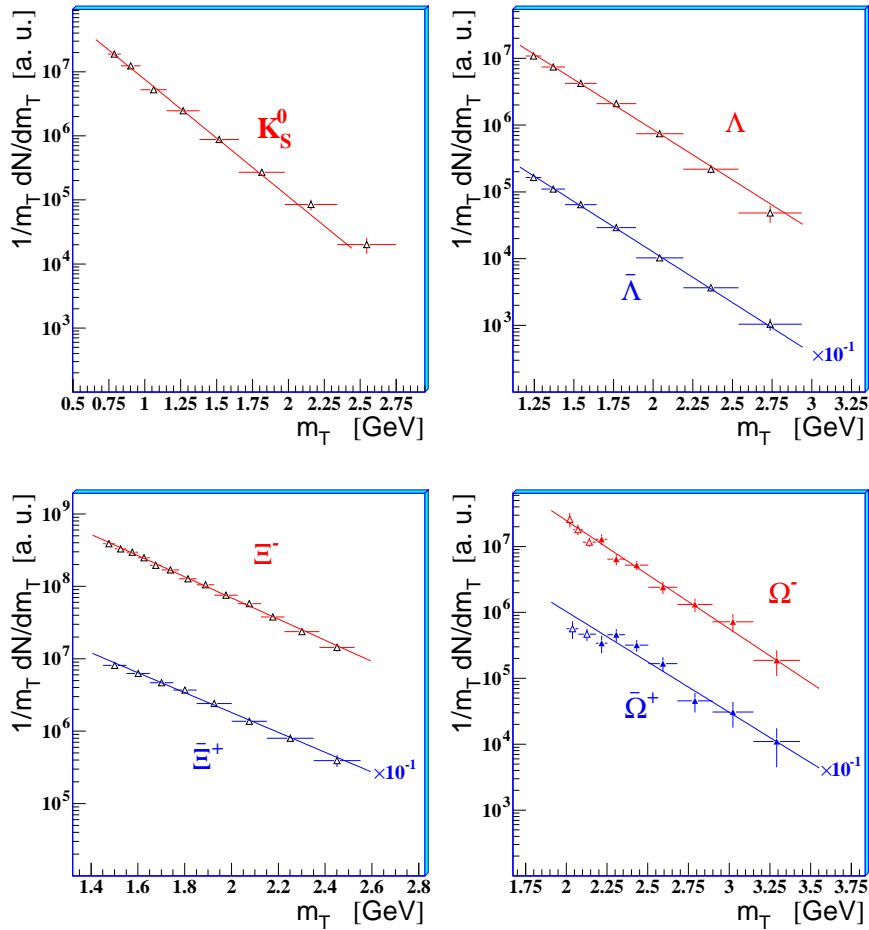 1/m_T dN/dm_T [a. u.]
10^7
10^6
10^5
10^4
10^3
K^0_S
0.5 0.75 1 1.25 1.5 1.75 2 2.25 2.5 2.75
m_T [GeV]
1/m_T dN/dm_T [a. u.]
10^7
10^6
10^5
10^4
10^3
Λ
Λ̄
×10^-1
1.25 1.5 1.75 2 2.25 2.5 2.75 3 3.25
m_T [GeV]
1/m_T dN/dm_T [a. u.]
10^9
10^8
10^7
10^6
10^5
Ξ^-
Ξ̄^+
×10^-1
1.4 1.6 1.8 2 2.2 2.4 2.6 2.8
m_T [GeV]
1/m_T dN/dm_T [a. u.]
10^7
10^6
10^5
10^4
10^3
Ω^-
Ω̄^+
×10^-1
1.75 2 2.25 2.5 2.75 3 3.25 3.5 3.75
m_T [GeV]